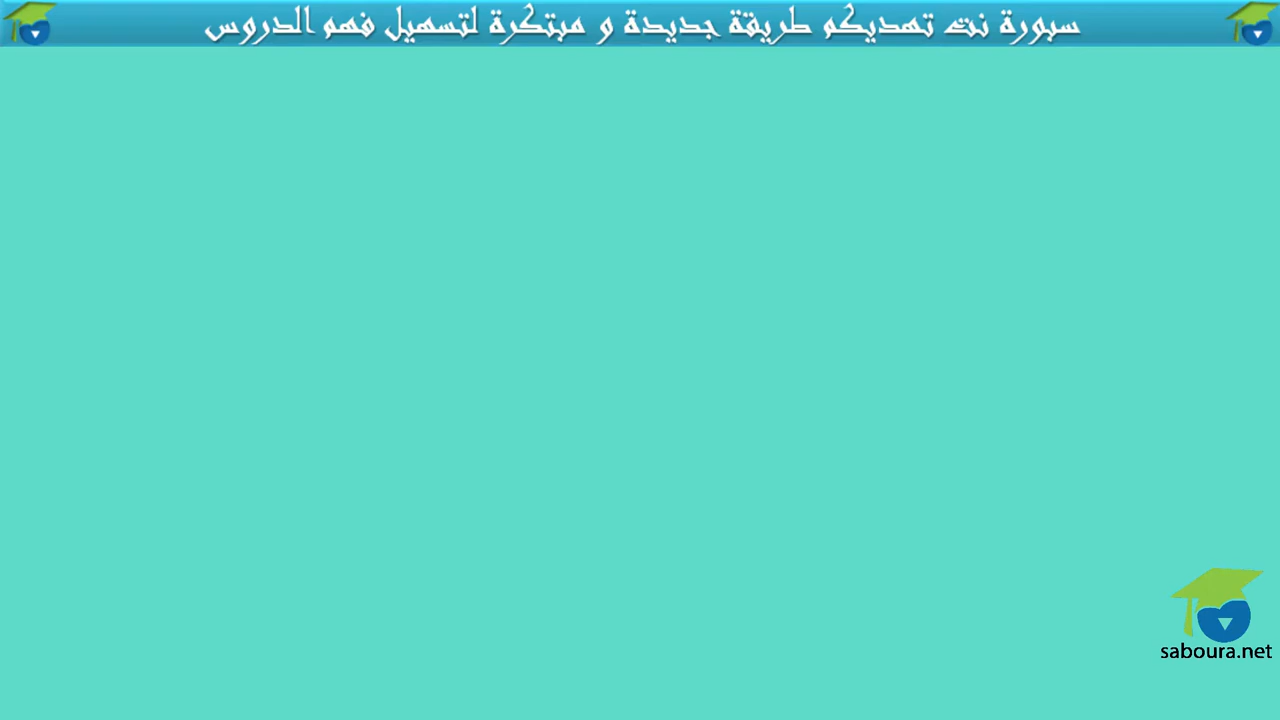 سبورة نت تهديكم طريقة جديدة و مبتكرة لتسهيل فهم الدروس
saboura.net